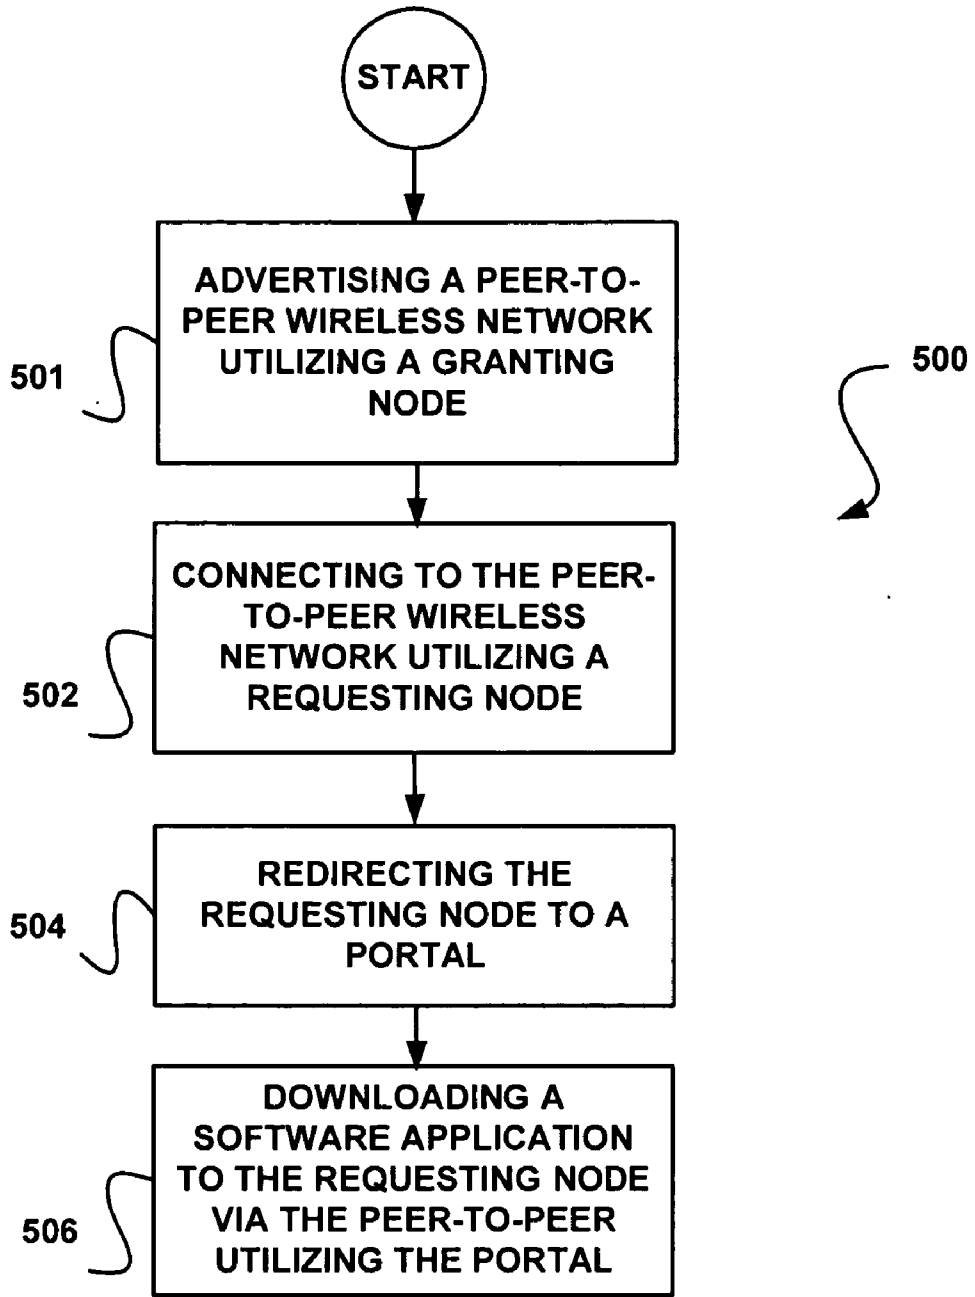 START
ADVERTISING A PEER-TO-
PEER WIRELESS NETWORK
UTILIZING A GRANTING
NODE
501
500
CONNECTING TO THE PEER-
TO-PEER WIRELESS
NETWORK UTILIZING A
REQUESTING NODE
502
REDIRECTING THE
REQUESTING NODE TO A
PORTAL
504
DOWNLOADING A
SOFTWARE APPLICATION
TO THE REQUESTING NODE
VIA THE PEER-TO-PEER
UTILIZING THE PORTAL
506